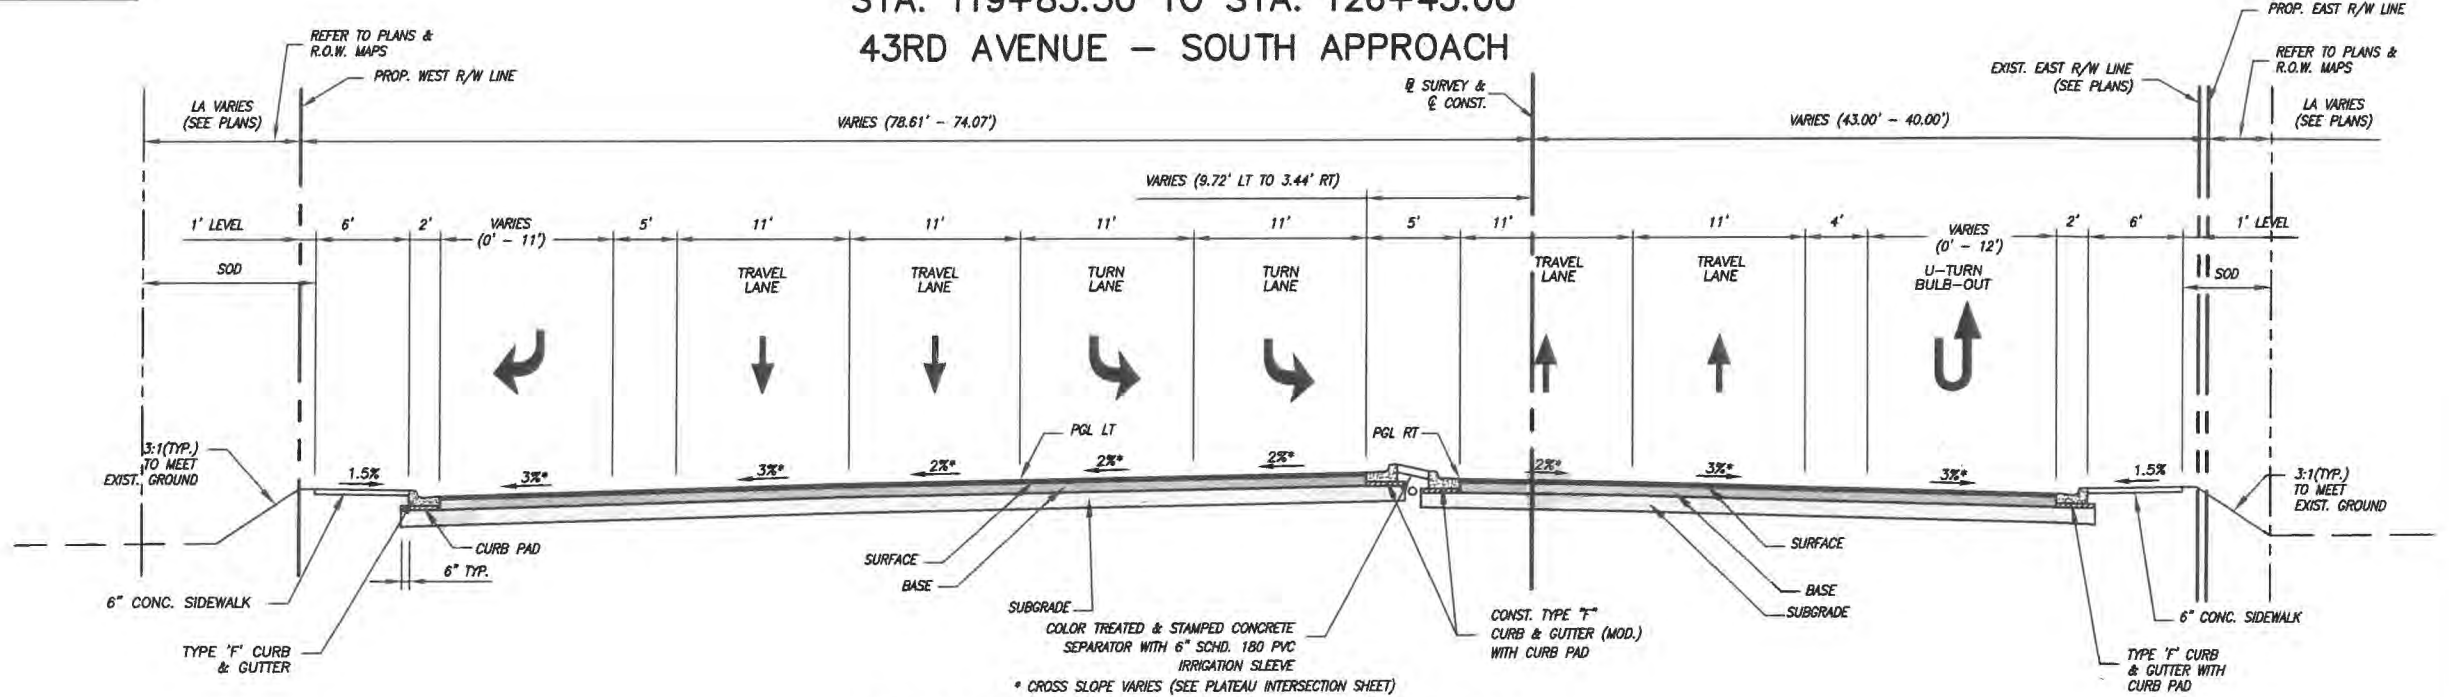 STA. 119+85.50 TO STA. 126+45.00
43RD AVENUE – SOUTH APPROACH
REFER TO PLANS &
R.O.W. MAPS
PROP. WEST R/W LINE
LA VARIES
(SEE PLANS)
VARIES (78.61' - 74.07')
℄ SURVEY &
℄ CONST.
VARIES (43.00' - 40.00')
EXIST. EAST R/W LINE
(SEE PLANS)
PROP. EAST R/W LINE
REFER TO PLANS &
R.O.W. MAPS
LA VARIES
(SEE PLANS)
VARIES (9.72' LT TO 3.44' RT)
1' LEVEL
6'
2'
VARIES
(0' - 11')
5'
11'
11'
11'
11'
5'
11'
11'
4'
VARIES
(0' - 12')
2'
6'
1' LEVEL
SOD
TRAVEL
LANE
TRAVEL
LANE
TURN
LANE
TURN
LANE
TRAVEL
LANE
TRAVEL
LANE
U-TURN
BULB-OUT
SOD
3:1(TYP.)
TO MEET
EXIST. GROUND
1.5%
3%*
3%*
2%*
2%*
2%*
PGL LT
PGL RT
2%*
3%*
3%*
1.5%
3:1(TYP.)
TO MEET
EXIST. GROUND
CURB PAD
6" TYP.
6" CONC. SIDEWALK
TYPE 'F' CURB
& GUTTER
SURFACE
BASE
SUBGRADE
COLOR TREATED & STAMPED CONCRETE
SEPARATOR WITH 6" SCHD. 180 PVC
IRRIGATION SLEEVE
* CROSS SLOPE VARIES (SEE PLATEAU INTERSECTION SHEET)
CONST. TYPE "F"
CURB & GUTTER (MOD.)
WITH CURB PAD
SURFACE
BASE
SUBGRADE
6" CONC. SIDEWALK
TYPE 'F' CURB
& GUTTER WITH
CURB PAD